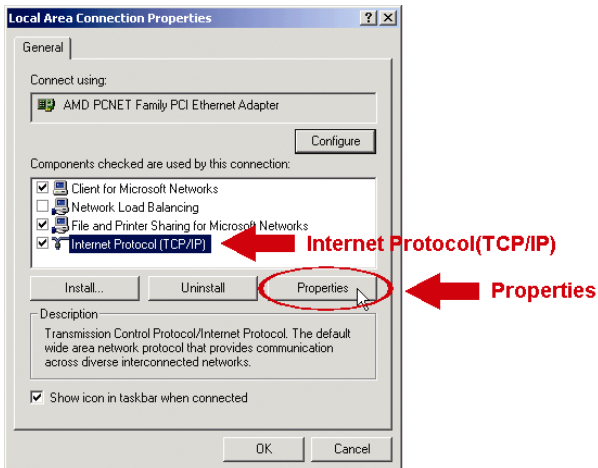 Local Area Connection Properties
General
Connect using:
AMD PCNET Family PCI Ethernet Adapter
Configure
Components checked are used by this connection:
Client for Microsoft Networks
Network Load Balancing
File and Printer Sharing for Microsoft Networks
Internet Protocol (TCP/IP)
Internet Protocol(TCP/IP)
Install...
Uninstall
Properties
Properties
Description
Transmission Control Protocol/Internet Protocol. The default
wide area network protocol that provides communication
across diverse interconnected networks.
Show icon in taskbar when connected
OK
Cancel